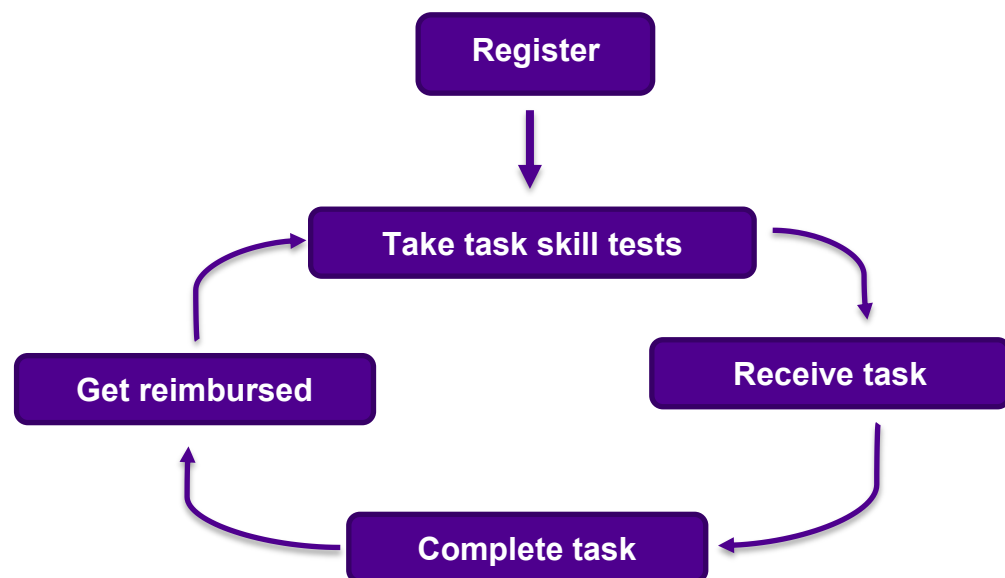 Register
Take task skill tests
Receive task
Get reimbursed
Complete task